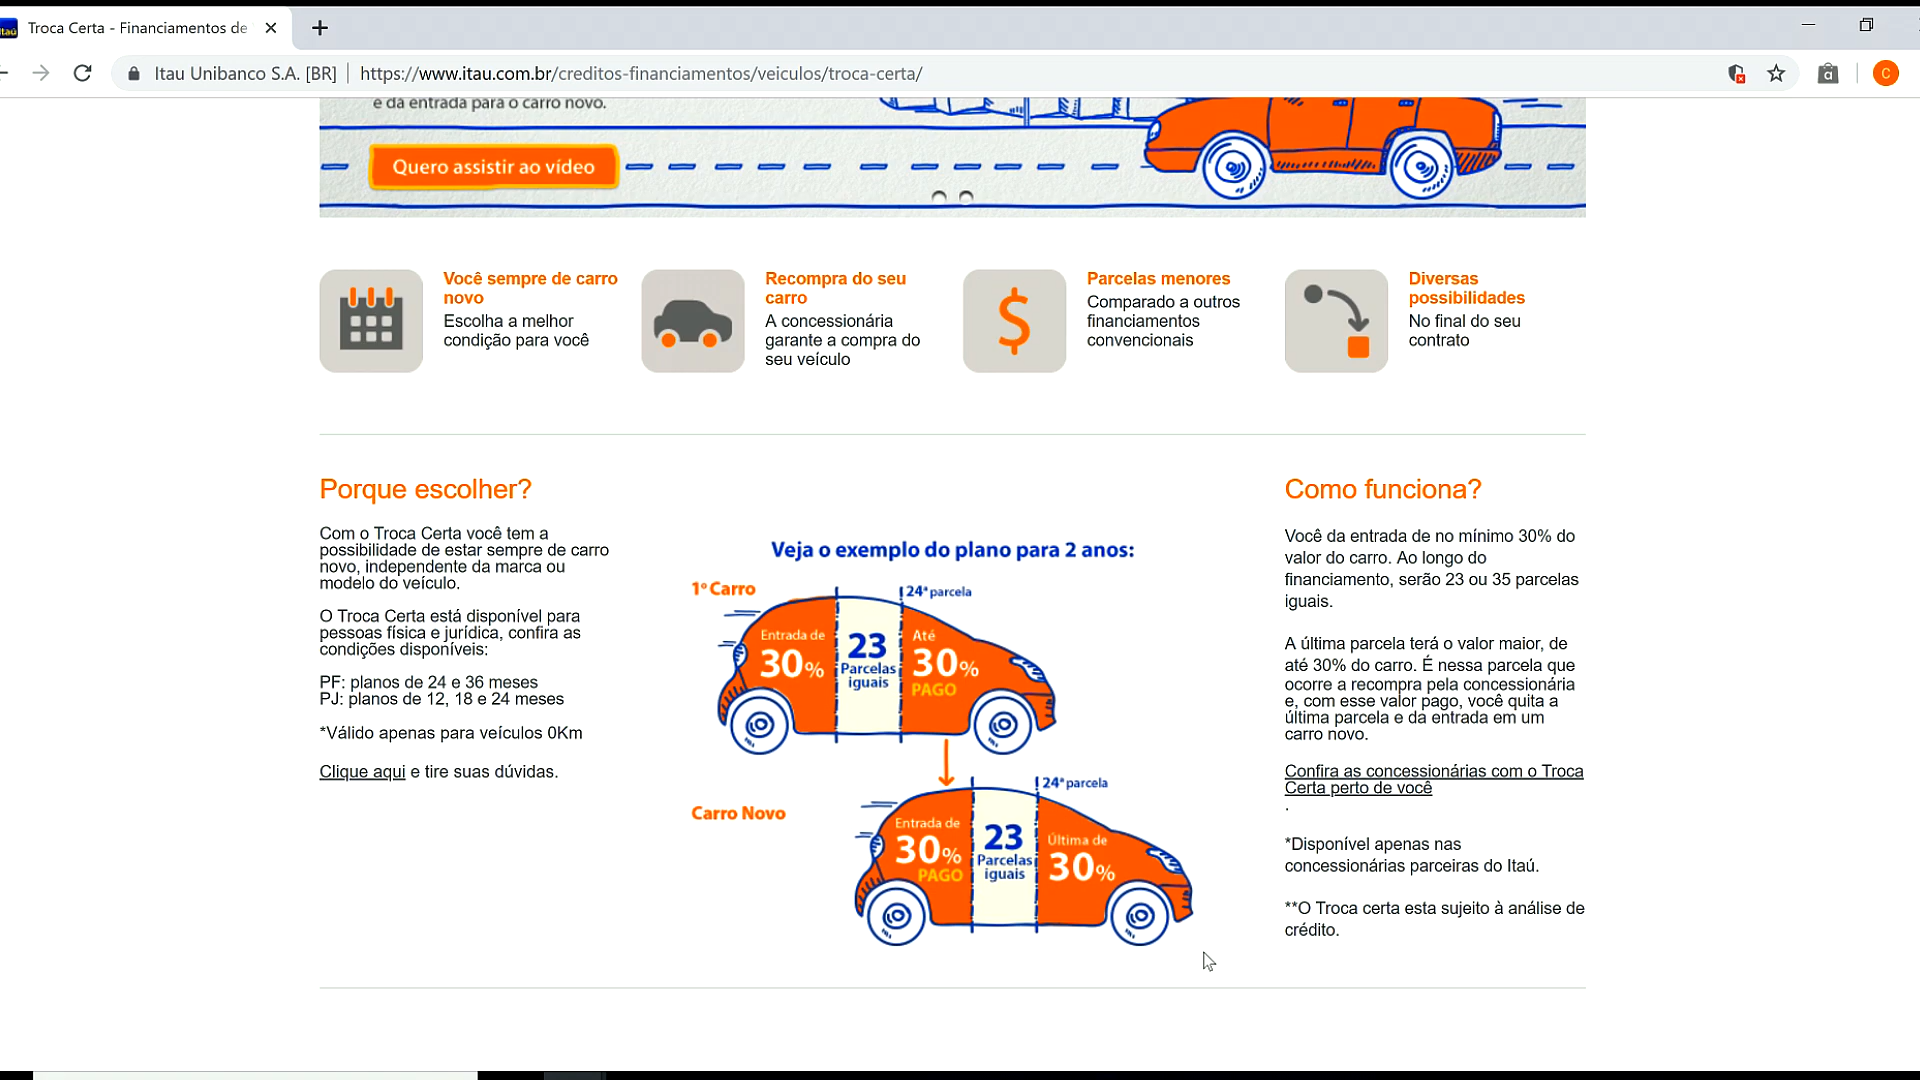 Itaú
Troca Certa - Financiamentos de
Itau Unibanco S.A. [BR]
https://www.itau.com.br/creditos-financiamentos/veiculos/troca-certa/
C
e da entrada para o carro novo.
Quero assistir ao vídeo
Você sempre de carro
novo
Escolha a melhor
condição para você
Recompra do seu
carro
A concessionária
garante a compra do
seu veículo
$
Parcelas menores
Comparado a outros
financiamentos
convencionais
Diversas
possibilidades
No final do seu
contrato
Porque escolher?
Com o Troca Certa você tem a
possibilidade de estar sempre de carro
novo, independente da marca ou
modelo do veículo.
O Troca Certa está disponível para
pessoas física e jurídica, confira as
condições disponíveis:
PF: planos de 24 e 36 meses
PJ: planos de 12, 18 e 24 meses
*Válido apenas para veículos 0Km
Clique aqui e tire suas dúvidas.
Veja o exemplo do plano para 2 anos:
1º Carro
24ª parcela
Entrada de
30%
23
Parcelas
iguais
Até
30%
PAGO
Carro Novo
24ª parcela
Entrada de
30%
PAGO
23
Parcelas
iguais
Última de
30%
Como funciona?
Você da entrada de no mínimo 30% do
valor do carro. Ao longo do
financiamento, serão 23 ou 35 parcelas
iguais.
A última parcela terá o valor maior, de
até 30% do carro. É nessa parcela que
ocorre a recompra pela concessionária
e, com esse valor pago, você quita a
última parcela e da entrada em um
carro novo.
Confira as concessionárias com o Troca
Certa perto de você
.
*Disponível apenas nas
concessionárias parceiras do Itaú.
**O Troca certa esta sujeito à análise de
crédito.